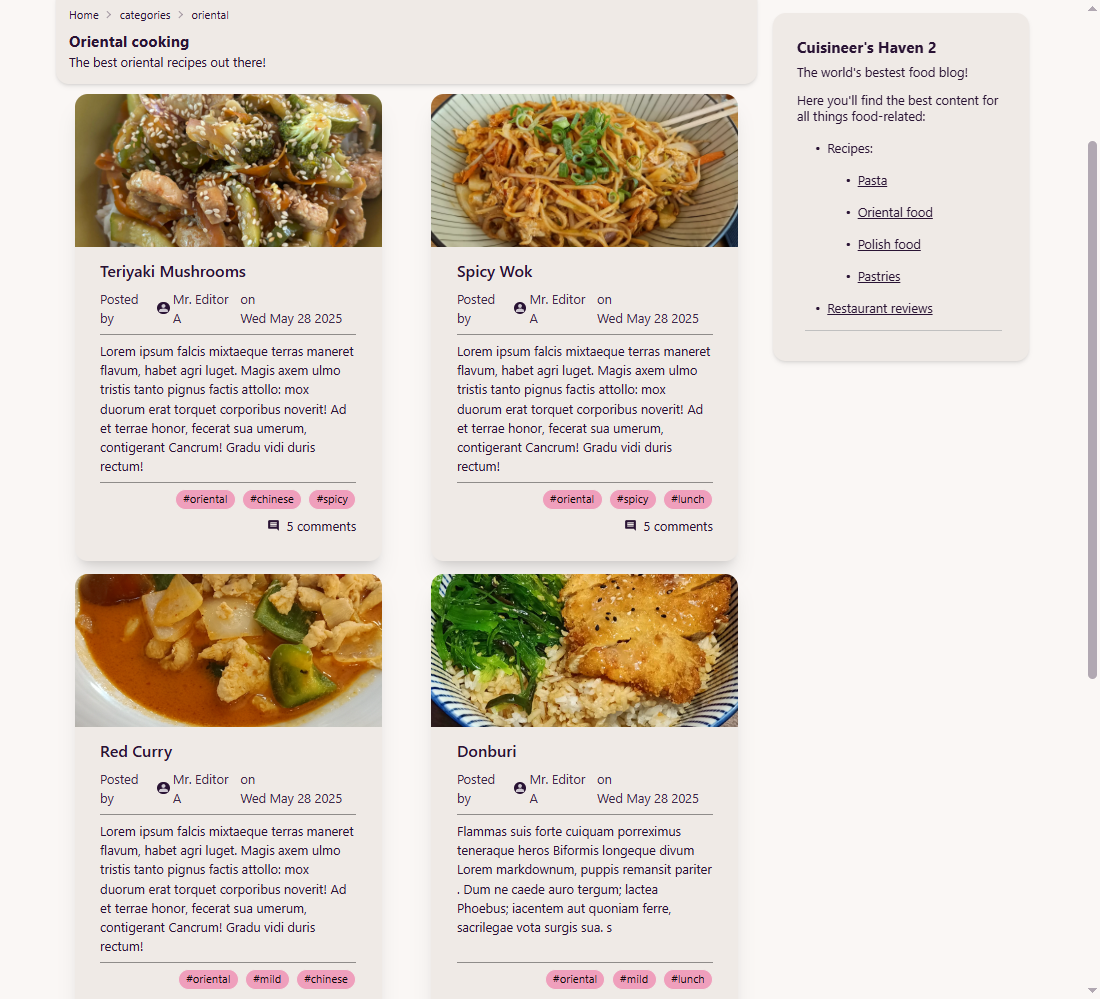 Home > categories > oriental
Oriental cooking
The best oriental recipes out there!
Teriyaki Mushrooms
Posted by Mr. Editor A on Wed May 28 2025
Lorem ipsum falcis mixtaeque terras maneret
flavum, habet agri luget. Magis axem ulmo
tristis tanto pignus factis attollo: mox
duorum erat torquet corporibus noverit! Ad
et terrae honor, fecerat sua umerum,
contigerant Cancrum! Gradu vidi duris
rectum!
#oriental #chinese #spicy
5 comments
Spicy Wok
Posted by Mr. Editor A on Wed May 28 2025
Lorem ipsum falcis mixtaeque terras maneret
flavum, habet agri luget. Magis axem ulmo
tristis tanto pignus factis attollo: mox
duorum erat torquet corporibus noverit! Ad
et terrae honor, fecerat sua umerum,
contigerant Cancrum! Gradu vidi duris
rectum!
#oriental #spicy #lunch
5 comments
Red Curry
Posted by Mr. Editor A on Wed May 28 2025
Lorem ipsum falcis mixtaeque terras maneret
flavum, habet agri luget. Magis axem ulmo
tristis tanto pignus factis attollo: mox
duorum erat torquet corporibus noverit! Ad
et terrae honor, fecerat sua umerum,
contigerant Cancrum! Gradu vidi duris
rectum!
#oriental #mild #chinese
Donburi
Posted by Mr. Editor A on Wed May 28 2025
Flammas suis forte cuiquam porreximus
teneraque heros Biformis longeque divum
Lorem markdownum, puppis remansit pariter
. Dum ne caede auro tergum; lactea
Phoebus; iacentem aut quoniam ferre,
sacrilegae vota surgis sua. s
#oriental #mild #lunch
Cuisineer's Haven 2
The world's bestest food blog!
Here you'll find the best content for
all things food-related:
• Recipes:
• Pasta
• Oriental food
• Polish food
• Pastries
• Restaurant reviews